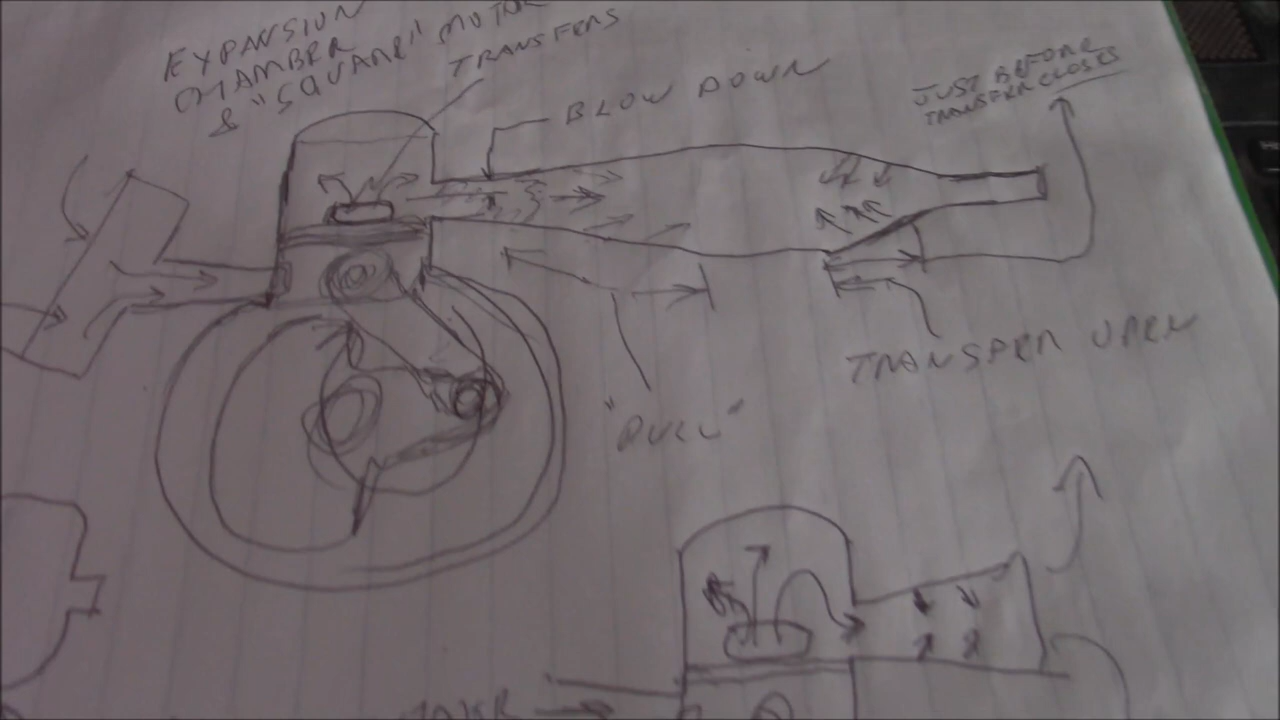 EXPANSION
CHAMBER
& "SQUARE" MOTOR
TRANSFERS
BLOW DOWN
JUST BEFORE
TRANSFER CLOSES
TRANSFER OPEN
"PULL"